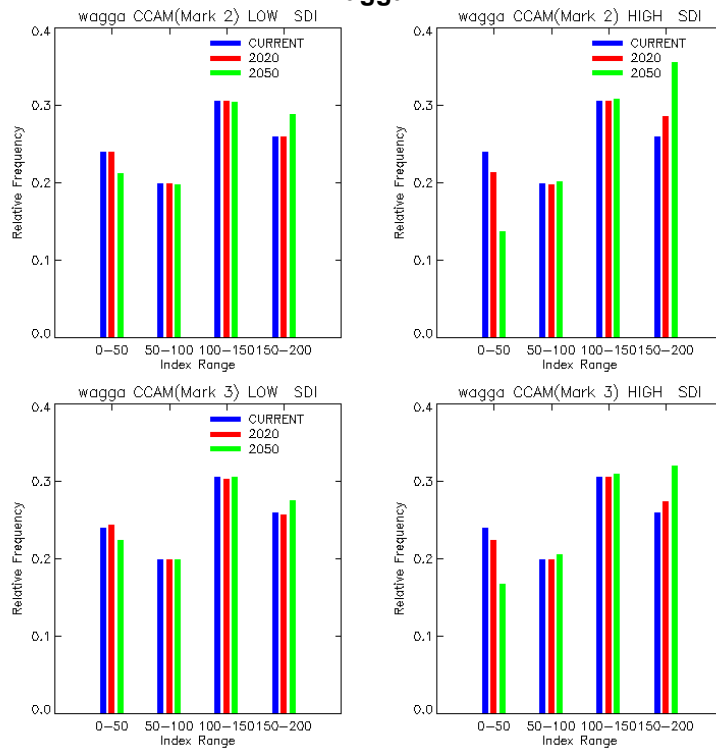 wagga CCAM(Mark 2) LOW SDI
0.4
0.3
0.2
0.1
0.0
Relative Frequency
CURRENT
2020
2050
0-50 50-100 100-150 150-200
Index Range
wagga CCAM(Mark 2) HIGH SDI
0.4
0.3
0.2
0.1
0.0
Relative Frequency
CURRENT
2020
2050
0-50 50-100 100-150 150-200
Index Range
wagga CCAM(Mark 3) LOW SDI
0.4
0.3
0.2
0.1
0.0
Relative Frequency
CURRENT
2020
2050
0-50 50-100 100-150 150-200
Index Range
wagga CCAM(Mark 3) HIGH SDI
0.4
0.3
0.2
0.1
0.0
Relative Frequency
0-50 50-100 100-150 150-200
Index Range